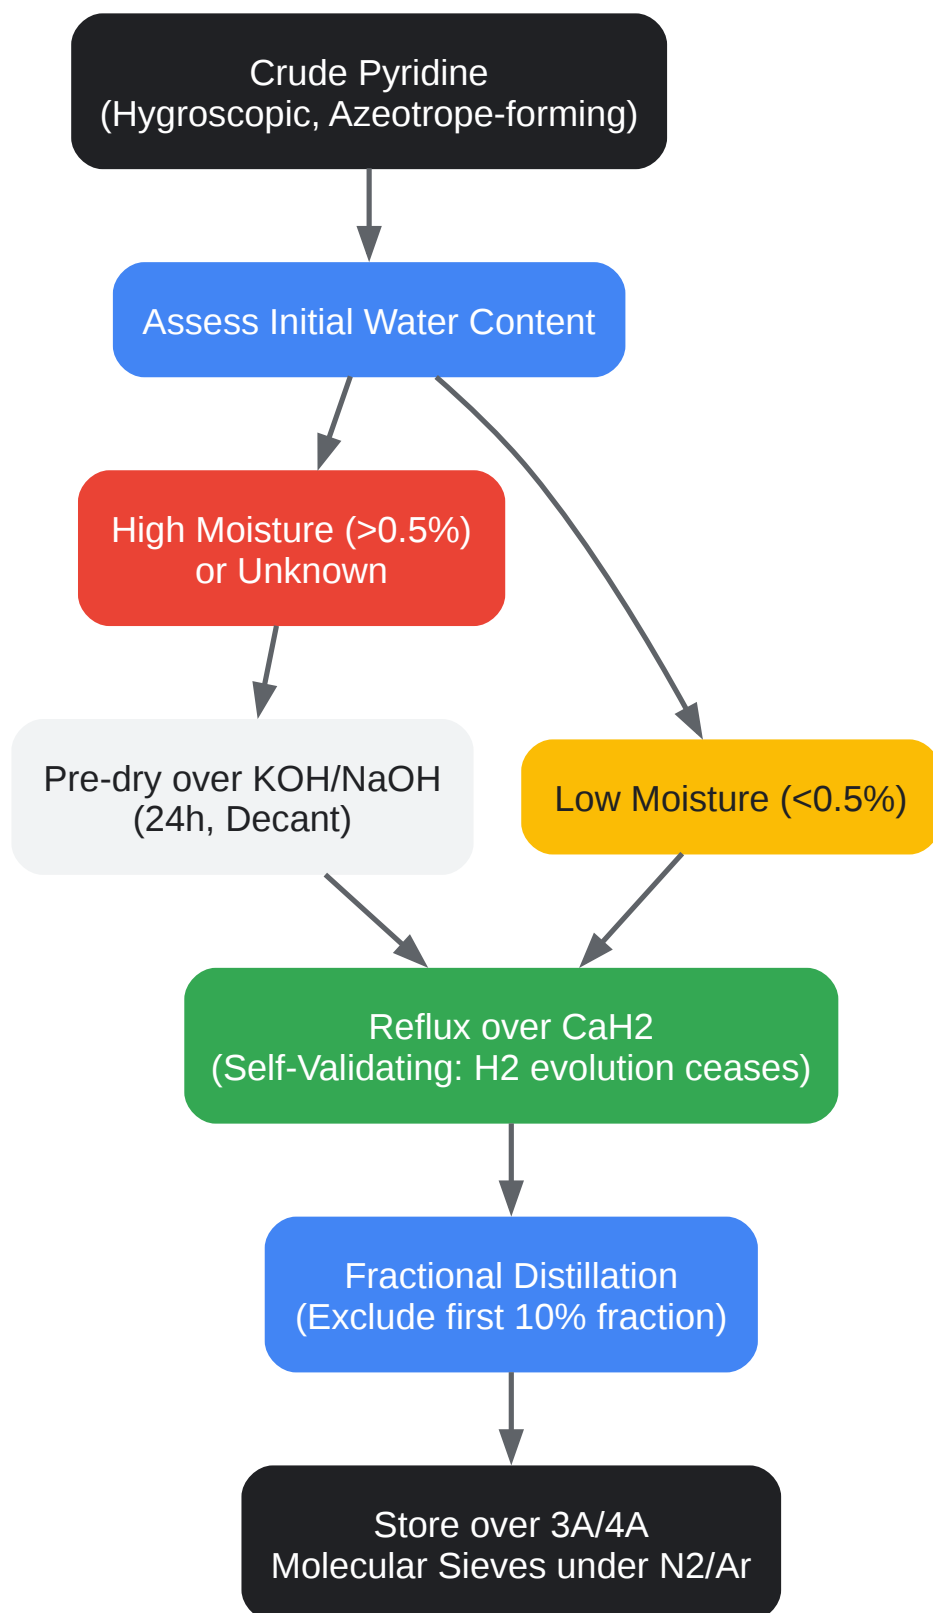 Crude Pyridine
(Hygroscopic, Azeotrope-forming)
Assess Initial Water Content
High Moisture (>0.5%)
or Unknown
Pre-dry over KOH/NaOH
(24h, Decant)
Low Moisture (<0.5%)
Reflux over CaH2
(Self-Validating: H2 evolution ceases)
Fractional Distillation
(Exclude first 10% fraction)
Store over 3A/4A
Molecular Sieves under N2/Ar